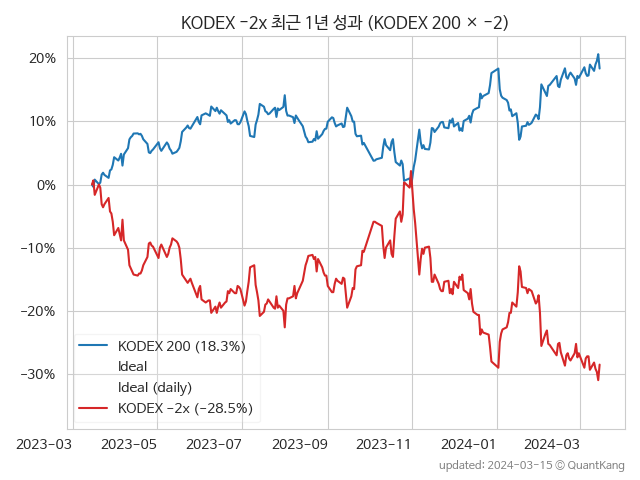 KODEX −2x 최근 1년 성과 (KODEX 200 × −2)
20%
10%
0%
−10%
−20%
−30%
KODEX 200 (18.3%)
Ideal
Ideal (daily)
KODEX −2x (−28.5%)
2023-03
2023-05
2023-07
2023-09
2023-11
2024-01
2024-03
updated: 2024-03-15 ⓒ QuantKang